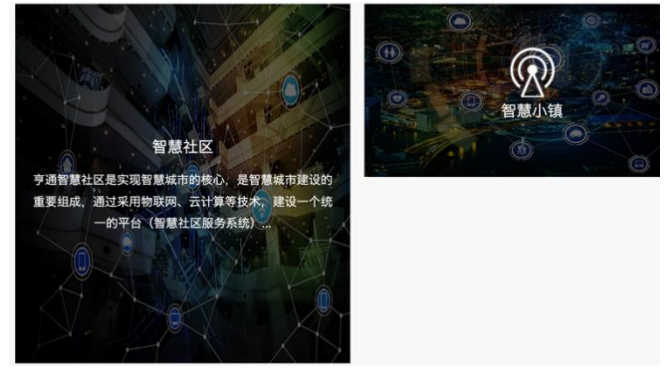 智慧社区
亨通智慧社区是实现智慧城市的核心，是智慧城市建设的
重要组成，通过采用物联网、云计算等技术，建设一个统
一的平台（智慧社区服务系统）...
智慧小镇